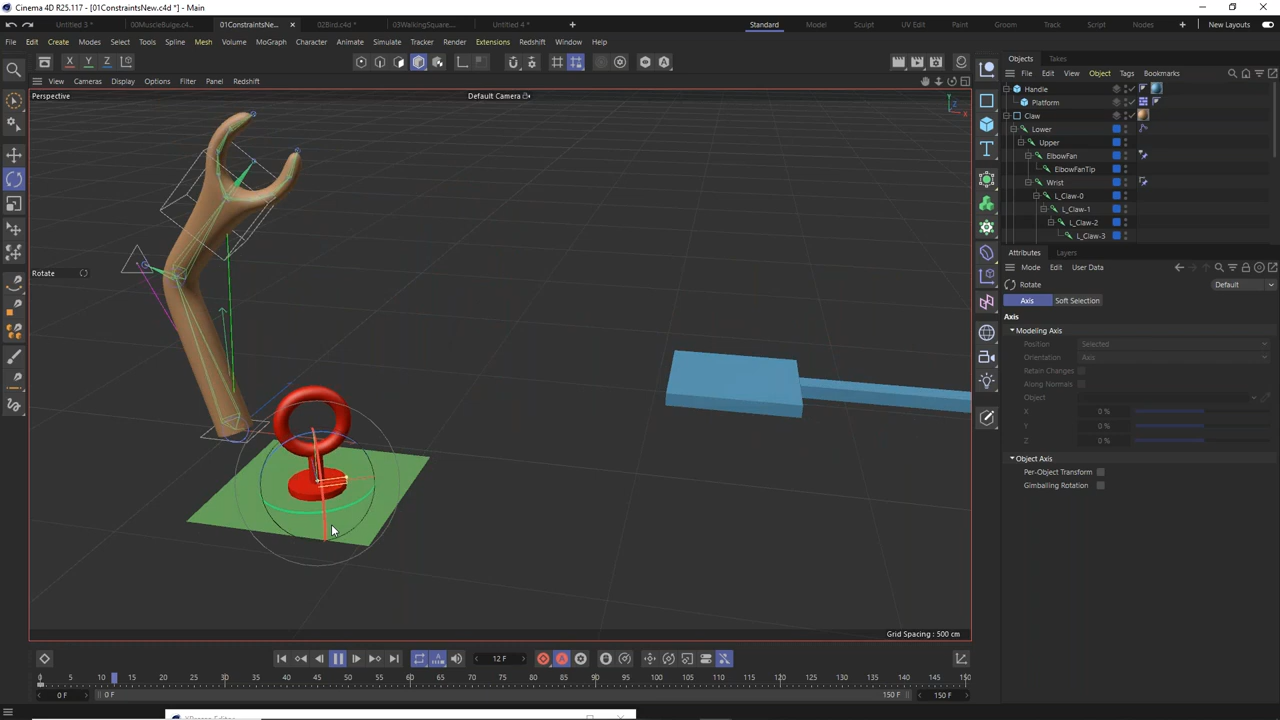 Cinema 4D R25.117 - [01ConstraintsNew.c4d *] - Main
Untitled 3 *
00MuscleBulge.c4...
01ConstraintsNe...
02Bird.c4d *
03WalkingSquare....
Untitled 4 *
Standard
Model
Sculpt
UV Edit
Paint
Groom
Track
Script
Nodes
New Layouts
File Edit Create Modes Select Tools Spline Mesh Volume MoGraph Character Animate Simulate Tracker Render Extensions Redshift Window Help
X Y Z
Objects Takes
View Cameras Display Options Filter Panel Redshift
File Edit View Object Tags Bookmarks
Perspective
Default Camera
Handle
Platform
Claw
Lower
Upper
ElbowFan
ElbowFanTip
Wrist
L_Claw-0
L_Claw-1
L_Claw-2
L_Claw-3
Attributes Layers
Mode Edit User Data
Rotate
Rotate
Default
Axis Soft Selection
Axis
Modeling Axis
Position Selected
Orientation Axis
Retain Changes
Along Normals
Object
X 0 %
Y 0 %
Z 0 %
Object Axis
Per-Object Transform
Gimballing Rotation
Grid Spacing : 500 cm
12 F
0 5 10 15 20 25 30 35 40 45 50 55 60 65 70 75 80 85 90 95 100 105 110 115 120 125 130 135 140 145 150
0 F
0 F
150 F
150 F